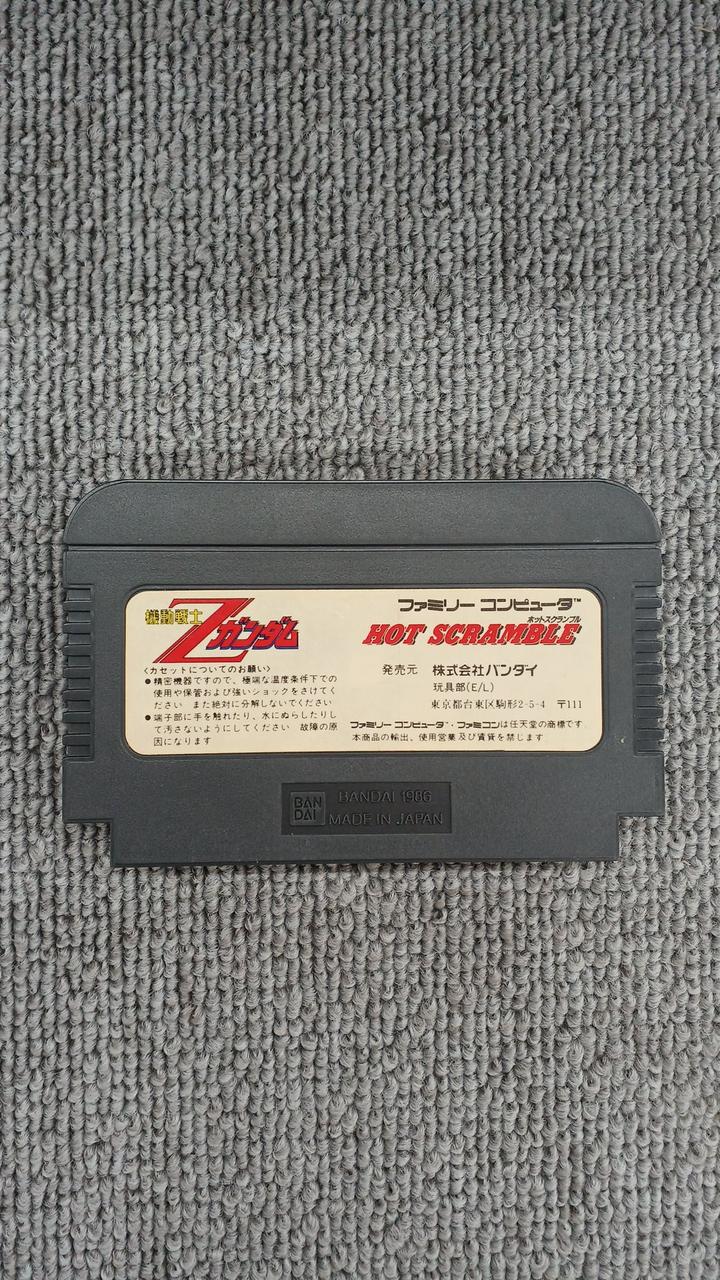 機動戦士
Zガンダム
ファミリー コンピュータ™
ホットスクランブル
HOT SCRAMBLE
〈カセットについてのお願い〉
●精密機器ですので、極端な温度条件下での
使用や保管および強いショックをさけてく
ださい また絶対に分解しないでください
●端子部に手を触れたり、水にぬらしたりし
て汚さないようにしてください 故障の原
因になります
発売元 株式会社バンダイ
玩具部(E/L)
東京都台東区駒形2-5-4 〒111
ファミリー コンピュータ・ファミコンは任天堂の商標です
本商品の輸出、使用営業及び賃貸を禁じます
BAN
DAI
BANDAI 1986
MADE IN JAPAN